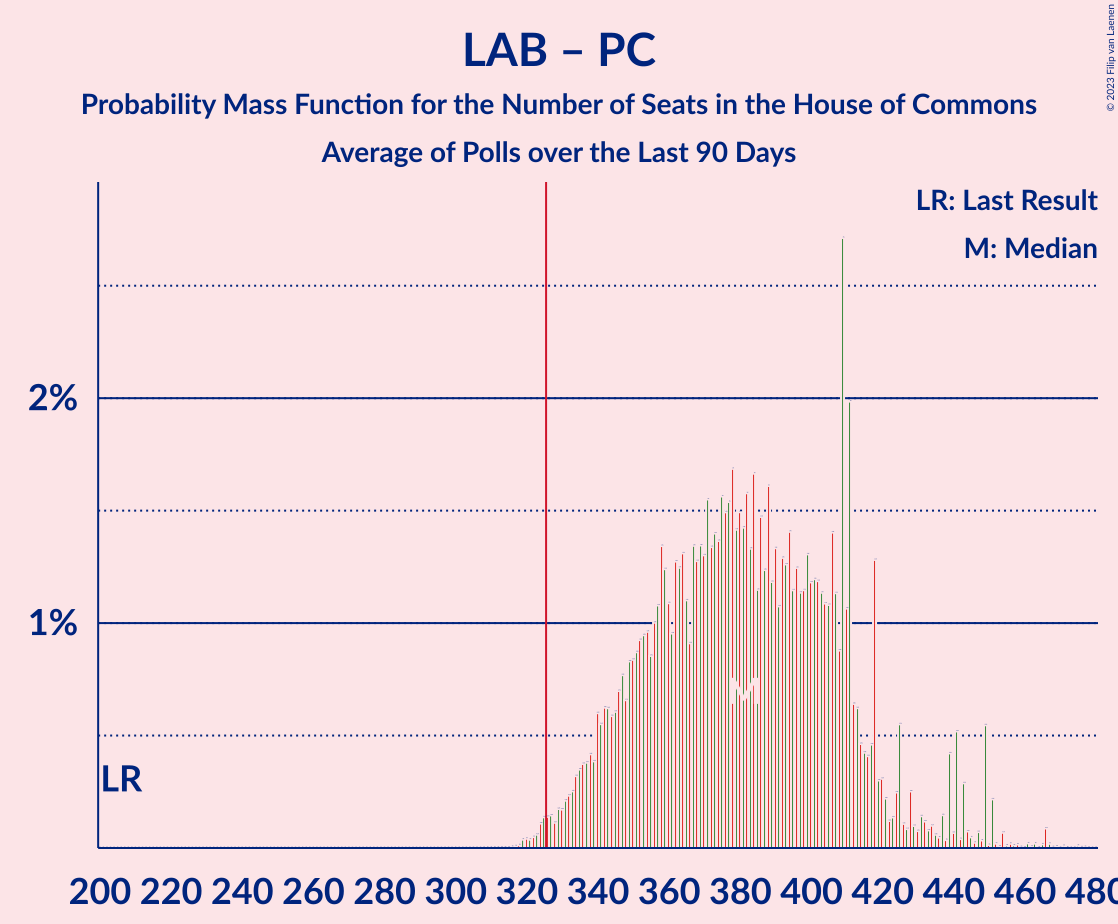 LAB – PC
Probability Mass Function for the Number of Seats in the House of Commons
Average of Polls over the Last 90 Days
© 2023 Filip van Laenen
LR: Last Result
M: Median
2%
1%
M
LR
200 220 240 260 280 300 320 340 360 380 400 420 440 460 480